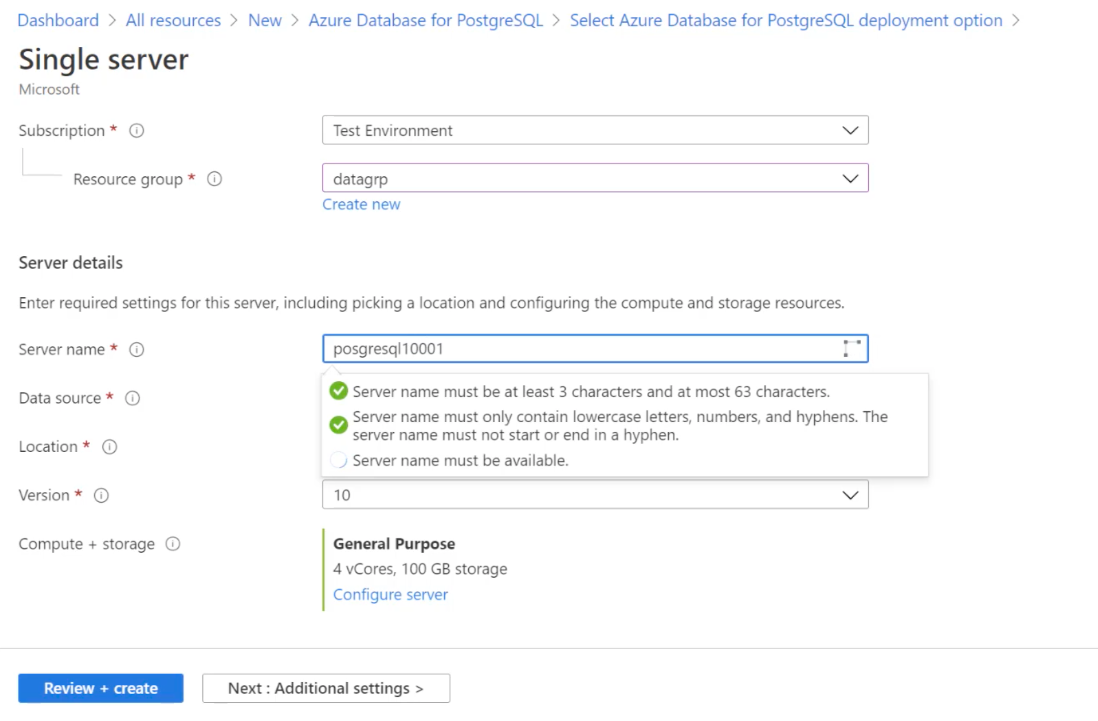 Dashboard > All resources > New > Azure Database for PostgreSQL > Select Azure Database for PostgreSQL deployment option >
Single server
Microsoft
Subscription * Test Environment
Resource group * datagrp
Create new
Server details
Enter required settings for this server, including picking a location and configuring the compute and storage resources.
Server name * posgresql10001
Server name must be at least 3 characters and at most 63 characters.
Data source *
Server name must only contain lowercase letters, numbers, and hyphens. The
server name must not start or end in a hyphen.
Location *
Server name must be available.
Version * 10
Compute + storage General Purpose
4 vCores, 100 GB storage
Configure server
Review + create Next : Additional settings >